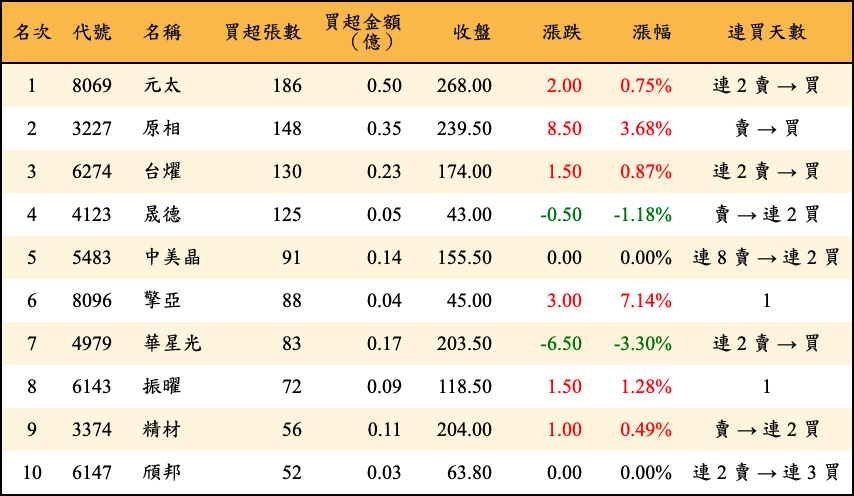 名次 代號 名稱 買超張數 買超金額（億） 收盤 漲跌 漲幅 連買天數
1 8069 元太 186 0.50 268.00 2.00 0.75% 連 2 賣 → 買
2 3227 原相 148 0.35 239.50 8.50 3.68% 賣 → 買
3 6274 台燿 130 0.23 174.00 1.50 0.87% 連 2 賣 → 買
4 4123 晟德 125 0.05 43.00 -0.50 -1.18% 賣 → 連 2 買
5 5483 中美晶 91 0.14 155.50 0.00 0.00% 連 8 賣 → 連 2 買
6 8096 擎亞 88 0.04 45.00 3.00 7.14% 1
7 4979 華星光 83 0.17 203.50 -6.50 -3.30% 連 2 賣 → 買
8 6143 振曜 72 0.09 118.50 1.50 1.28% 1
9 3374 精材 56 0.11 204.00 1.00 0.49% 賣 → 連 2 買
10 6147 頎邦 52 0.03 63.80 0.00 0.00% 連 2 賣 → 連 3 買